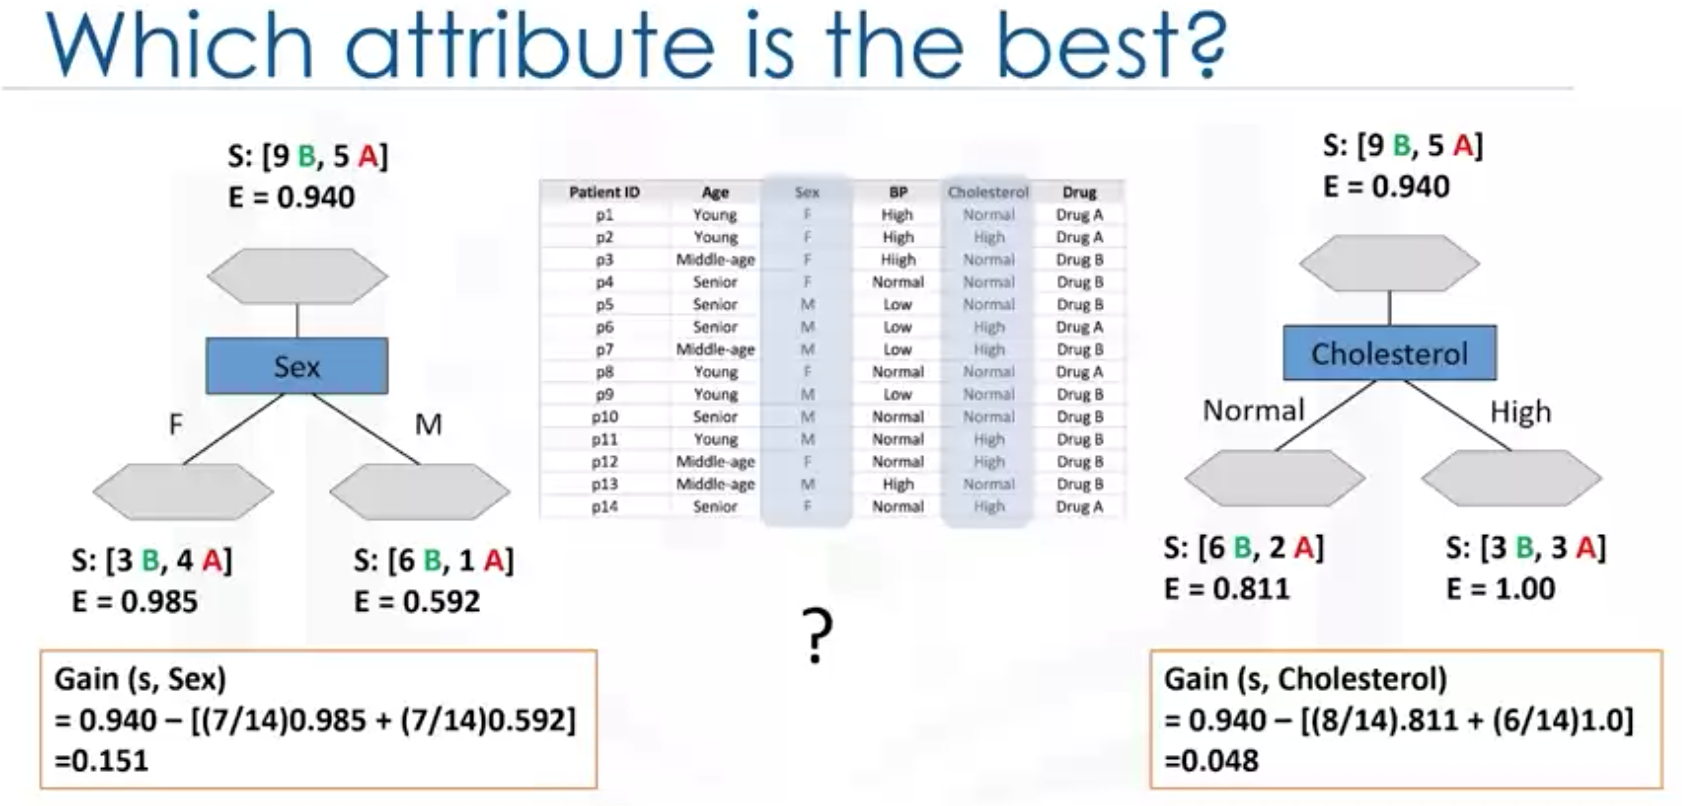 Which attribute is the best?
S: [9 B, 5 A]
E = 0.940
Sex
F
M
S: [3 B, 4 A]
E = 0.985
S: [6 B, 1 A]
E = 0.592
Gain (s, Sex)
= 0.940 – [(7/14)0.985 + (7/14)0.592]
=0.151
Patient ID Age Sex BP Cholesterol Drug
p1 Young F High Normal Drug A
p2 Young F High High Drug A
p3 Middle-age F Hiigh Normal Drug B
p4 Senior F Normal Normal Drug B
p5 Senior M Low Normal Drug B
p6 Senior M Low High Drug A
p7 Middle-age M Low High Drug B
p8 Young F Normal Normal Drug A
p9 Young M Low Normal Drug B
p10 Senior M Normal Normal Drug B
p11 Young M Normal High Drug B
p12 Middle-age F Normal High Drug B
p13 Middle-age M High Normal Drug B
p14 Senior F Normal High Drug A
?
S: [9 B, 5 A]
E = 0.940
Cholesterol
Normal
High
S: [6 B, 2 A]
E = 0.811
S: [3 B, 3 A]
E = 1.00
Gain (s, Cholesterol)
= 0.940 – [(8/14).811 + (6/14)1.0]
=0.048